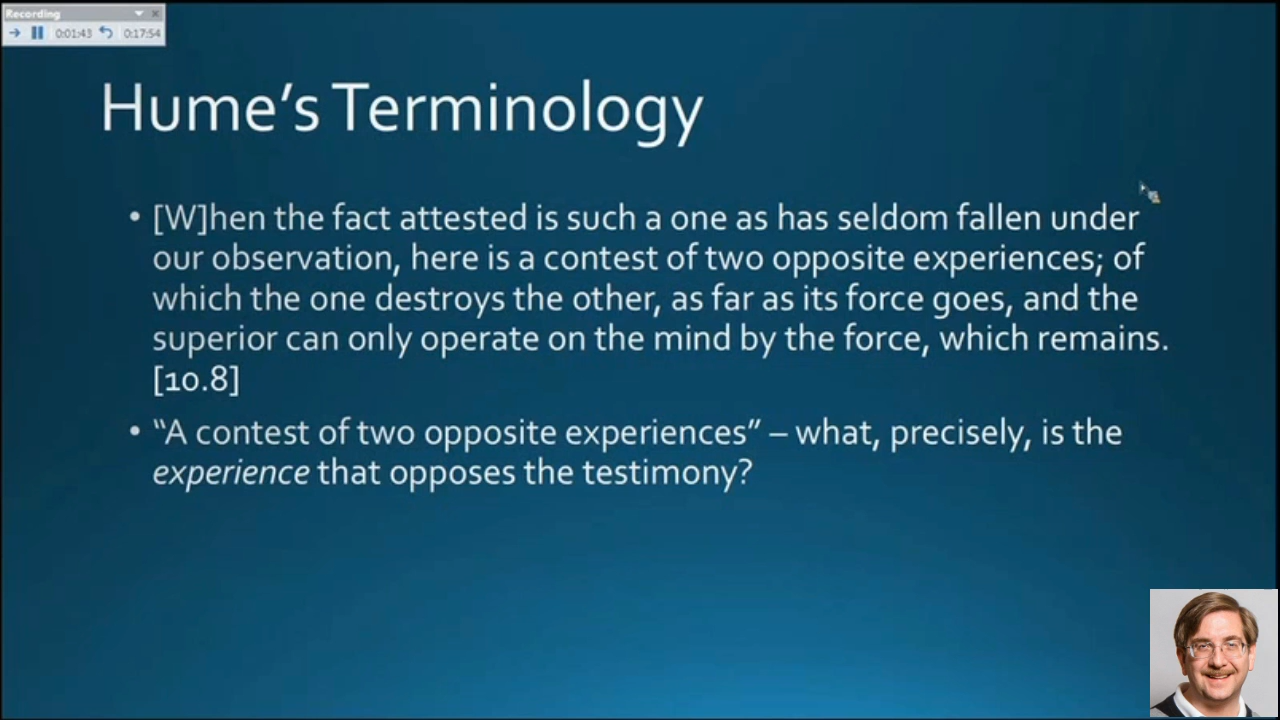 Recording
0:01:43 0:17:54
Hume's Terminology
• [W]hen the fact attested is such a one as has seldom fallen under
our observation, here is a contest of two opposite experiences; of
which the one destroys the other, as far as its force goes, and the
superior can only operate on the mind by the force, which remains.
[10.8]
• “A contest of two opposite experiences” – what, precisely, is the
experience that opposes the testimony?